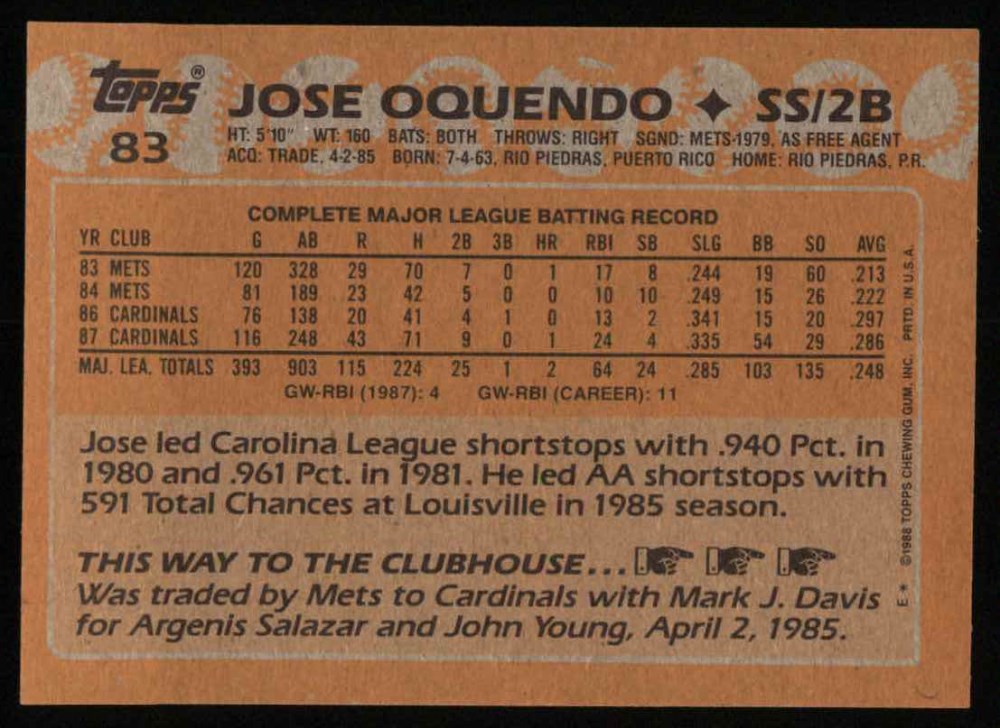 Topps® JOSE OQUENDO ✦ SS/2B
83 HT: 5'10" WT: 160 BATS: BOTH THROWS: RIGHT SGND: METS-1979, AS FREE AGENT
ACQ: TRADE, 4-2-85 BORN: 7-4-63, RIO PIEDRAS, PUERTO RICO HOME: RIO PIEDRAS, P.R.
COMPLETE MAJOR LEAGUE BATTING RECORD
YR CLUB G AB R H 2B 3B HR RBI SB SLG BB SO AVG
83 METS 120 328 29 70 7 0 1 17 8 .244 19 60 .213
84 METS 81 189 23 42 5 0 0 10 10 .249 15 26 .222
86 CARDINALS 76 138 20 41 4 1 0 13 2 .341 15 20 .297
87 CARDINALS 116 248 43 71 9 0 1 24 4 .335 54 29 .286
MAJ. LEA. TOTALS 393 903 115 224 25 1 2 64 24 .285 103 135 .248
GW-RBI (1987): 4 GW-RBI (CAREER): 11
Jose led Carolina League shortstops with .940 Pct. in
1980 and .961 Pct. in 1981. He led AA shortstops with
591 Total Chances at Louisville in 1985 season.
THIS WAY TO THE CLUBHOUSE...
Was traded by Mets to Cardinals with Mark J. Davis
for Argenis Salazar and John Young, April 2, 1985.
E* ©1988 TOPPS CHEWING GUM, INC. PRTD. IN U.S.A.